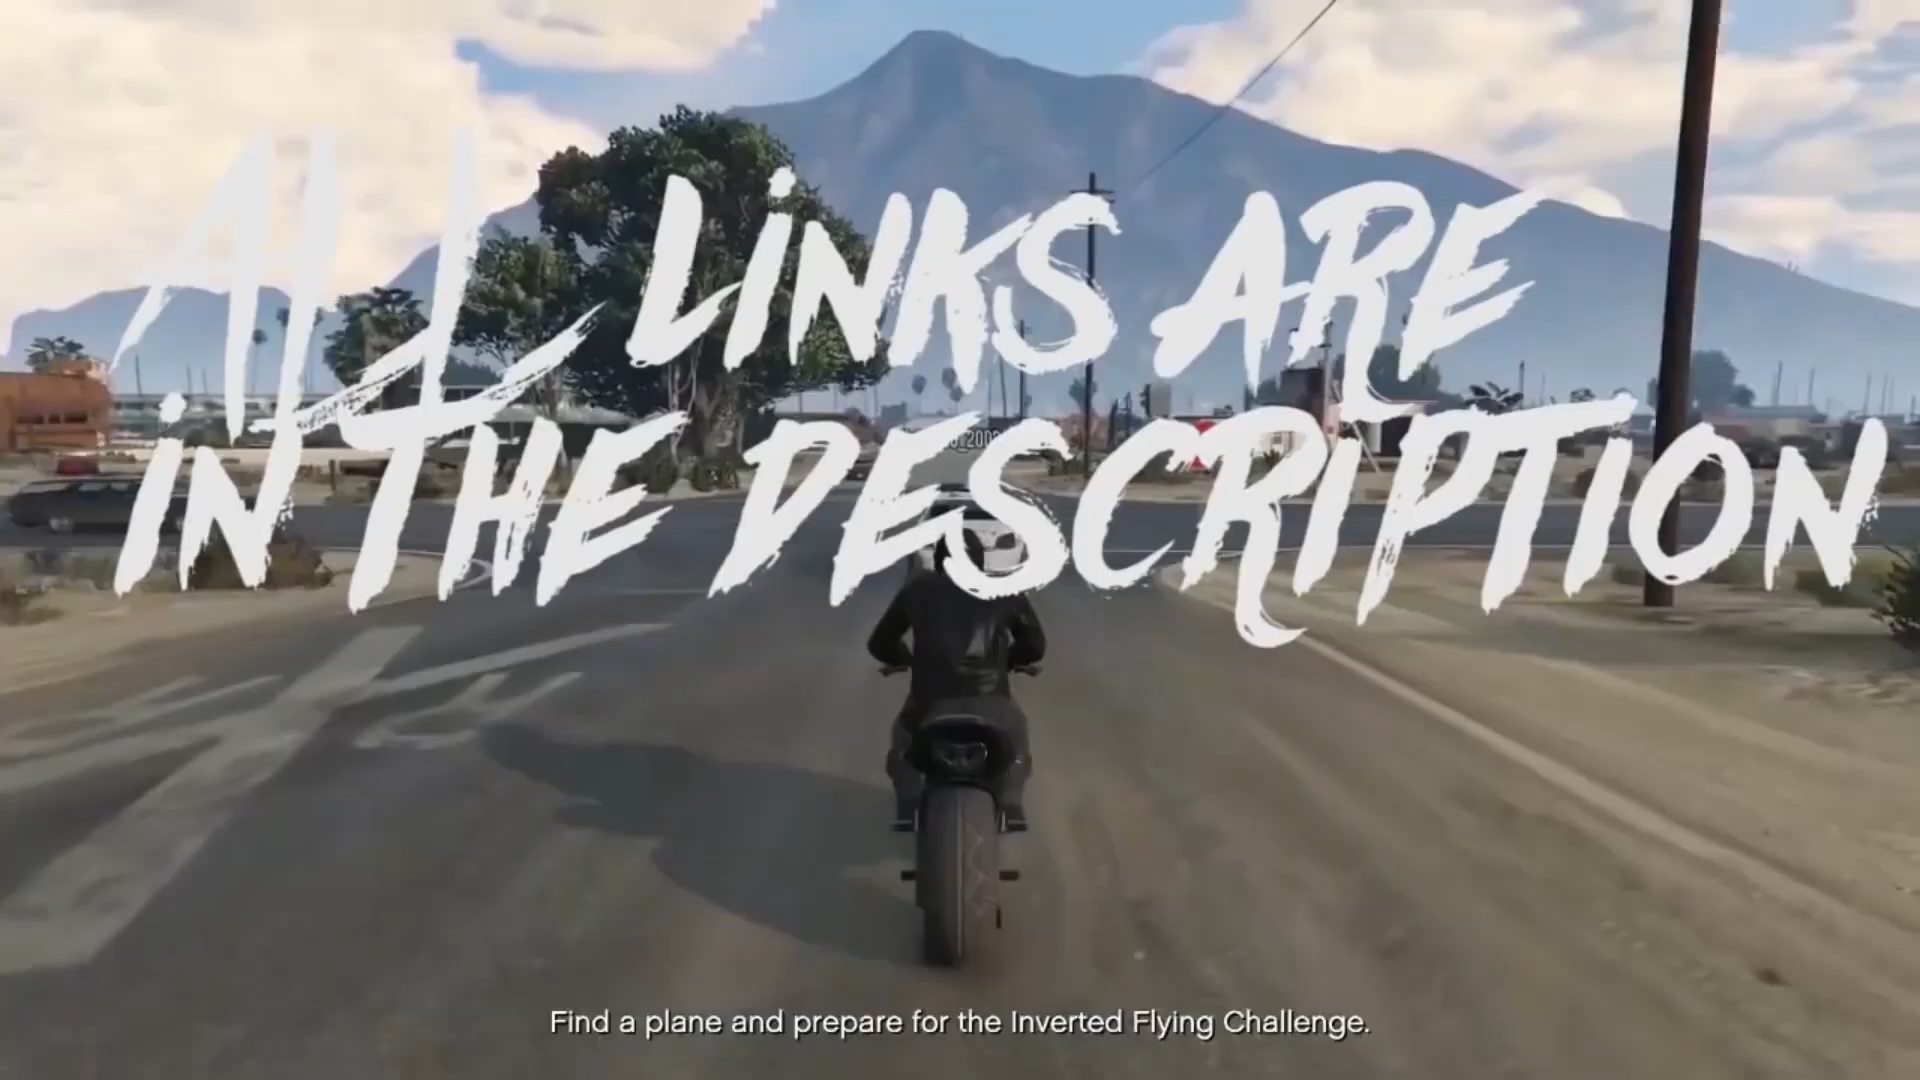 ALL LiNKS ARE
iN THE DESCRIPTION
Find a plane and prepare for the Inverted Flying Challenge.